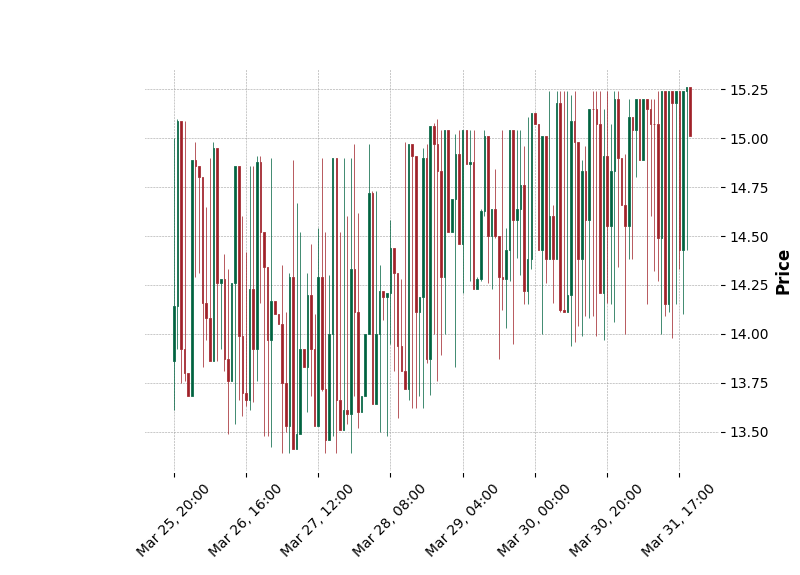 15.25
15.00
14.75
14.50
14.25
14.00
13.75
13.50
Price
Mar 25, 20:00
Mar 26, 16:00
Mar 27, 12:00
Mar 28, 08:00
Mar 29, 04:00
Mar 30, 00:00
Mar 30, 20:00
Mar 31, 17:00